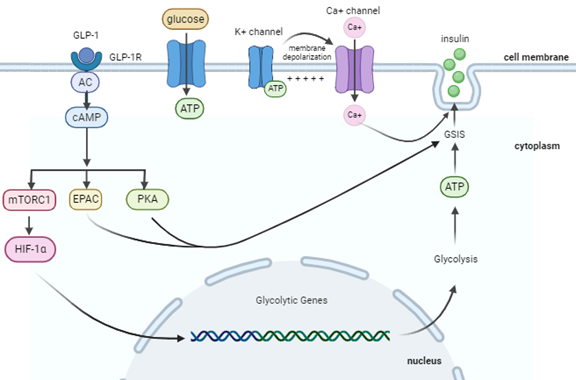 Ca+ channel
glucose
Ca+
K+ channel
GLP-1
insulin
membrane
depolarization
GLP-1R
cell membrane
AC
+ + + + +
ATP
ATP
cAMP
Ca+
GSIS
cytoplasm
mTORC1
EPAC
PKA
ATP
HIF-1α
Glycolysis
Glycolytic Genes
nucleus